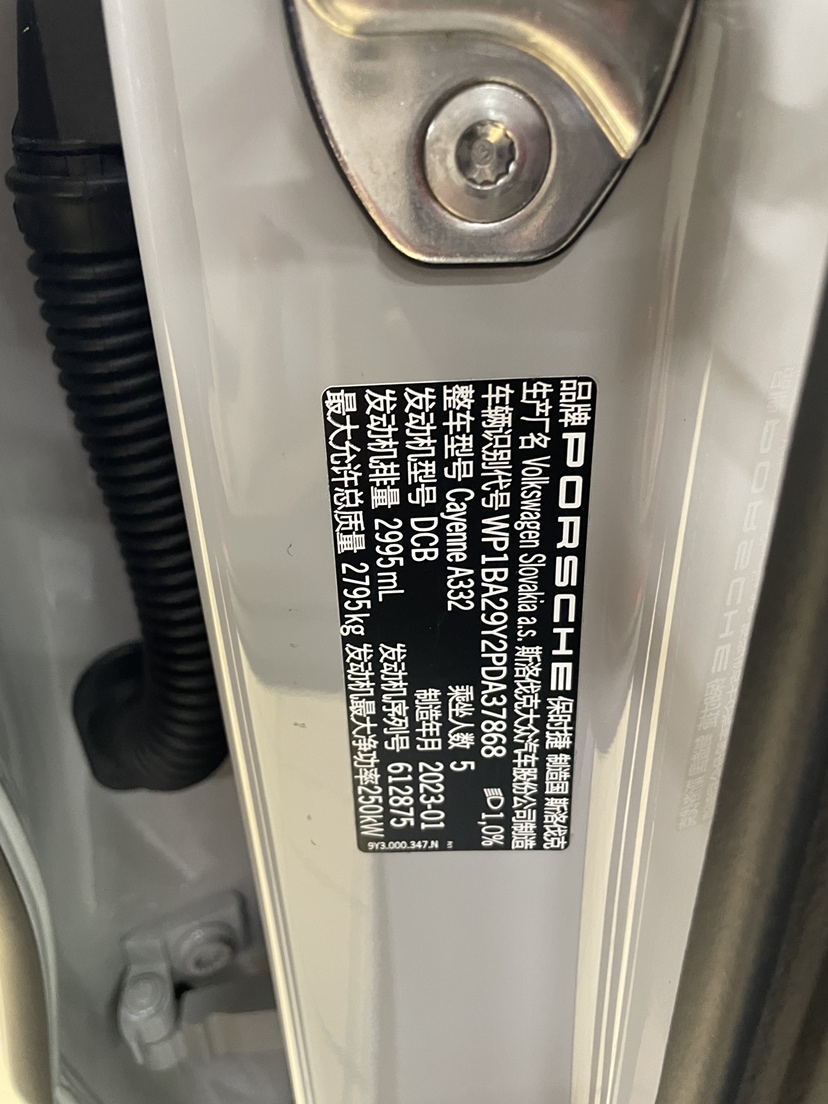 品牌 PORSCHE 保时捷 制造国 斯洛伐克
生产厂名 Volkswagen Slovakia a.s. 斯洛伐克大众汽车股份公司制造
车辆识别代号 WP1BA29Y2PDA37868 1,0%
整车型号 Cayenne A332 乘坐人数 5
发动机型号 DCB 制造年月 2023-01
发动机排量 2995mL 发动机序列号 612875
最大允许总质量 2795kg 发动机最大净功率250kW
9Y3.000.347.N